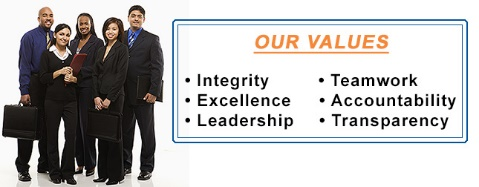 OUR VALUES
• Integrity
• Excellence
• Leadership
• Teamwork
• Accountability
• Transparency